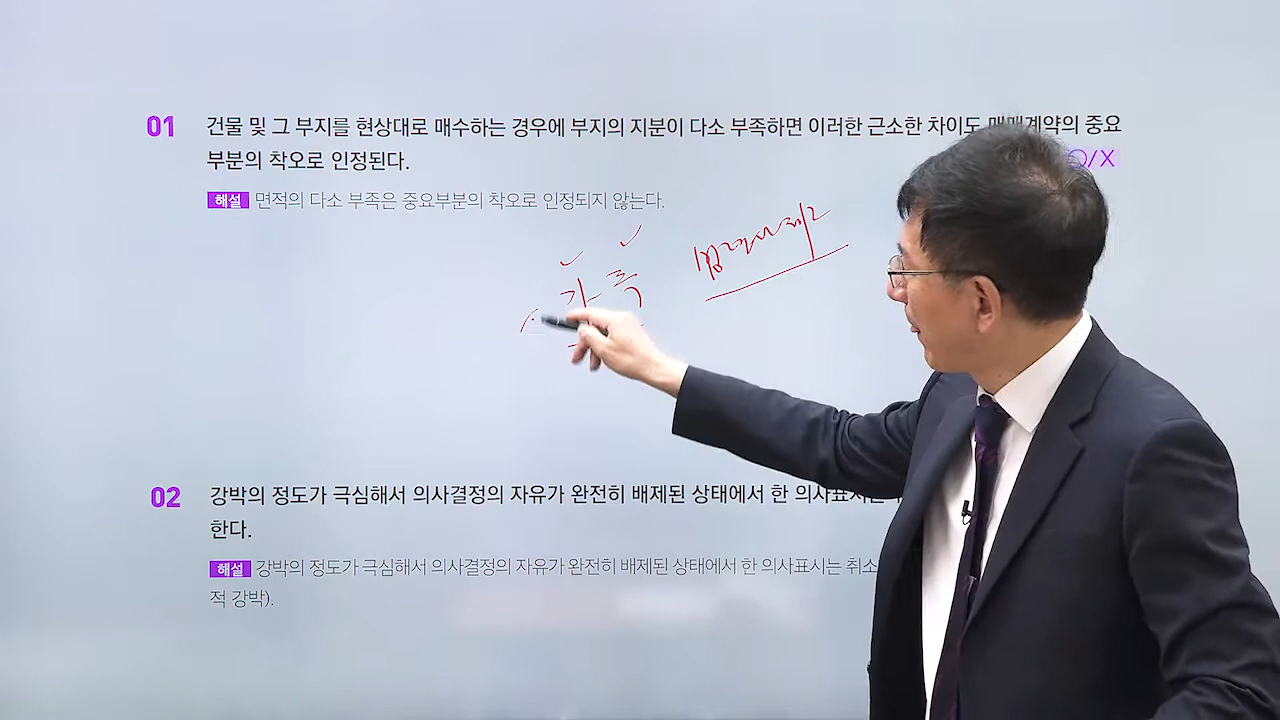 01 건물 및 그 부지를 현상대로 매수하는 경우에 부지의 지분이 다소 부족하면 이러한 근소한 차이도 매매계약의 중요
부분의 착오로 인정된다.
O/X
해설 면적의 다소 부족은 중요부분의 착오로 인정되지 않는다.
02 강박의 정도가 극심해서 의사결정의 자유가 완전히 배제된 상태에서 한 의사표시는
한다.
해설 강박의 정도가 극심해서 의사결정의 자유가 완전히 배제된 상태에서 한 의사표시는 취소
적 강박).